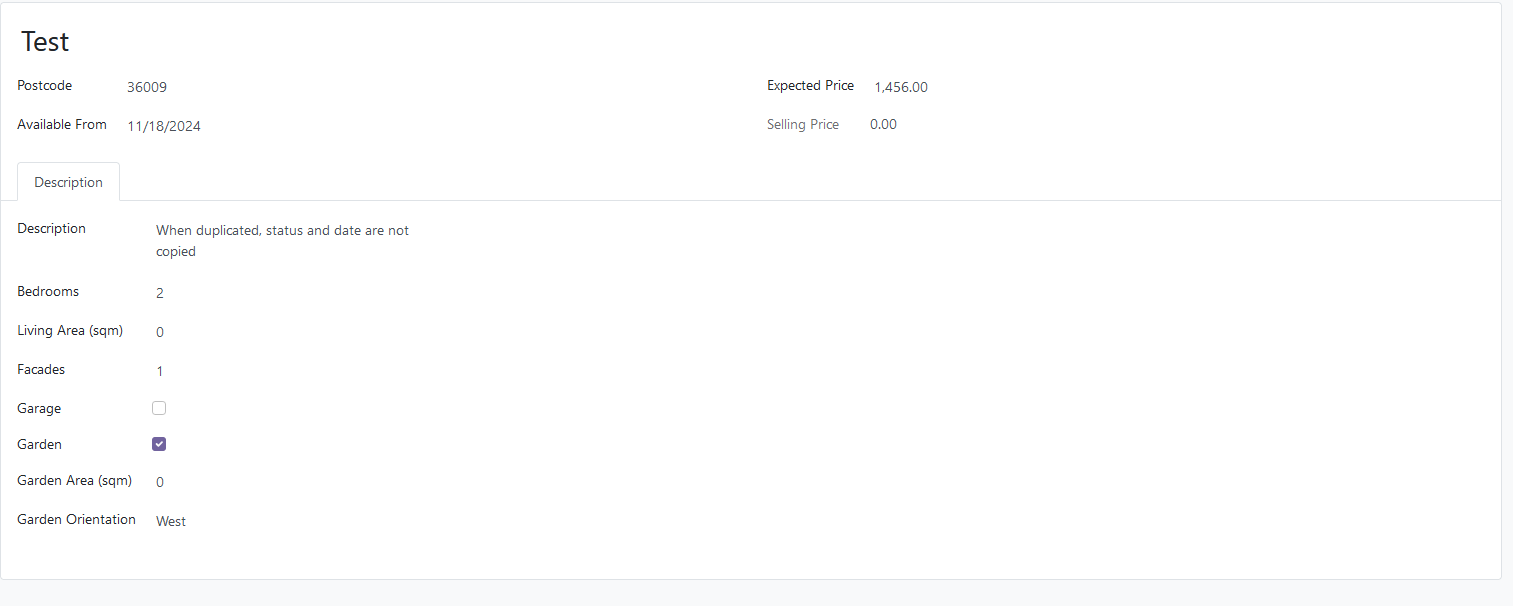 Test
Postcode 36009
Expected Price 1,456.00
Available From 11/18/2024
Selling Price 0.00
Description
Description When duplicated, status and date are not
copied
Bedrooms 2
Living Area (sqm) 0
Facades 1
Garage
Garden
Garden Area (sqm) 0
Garden Orientation West